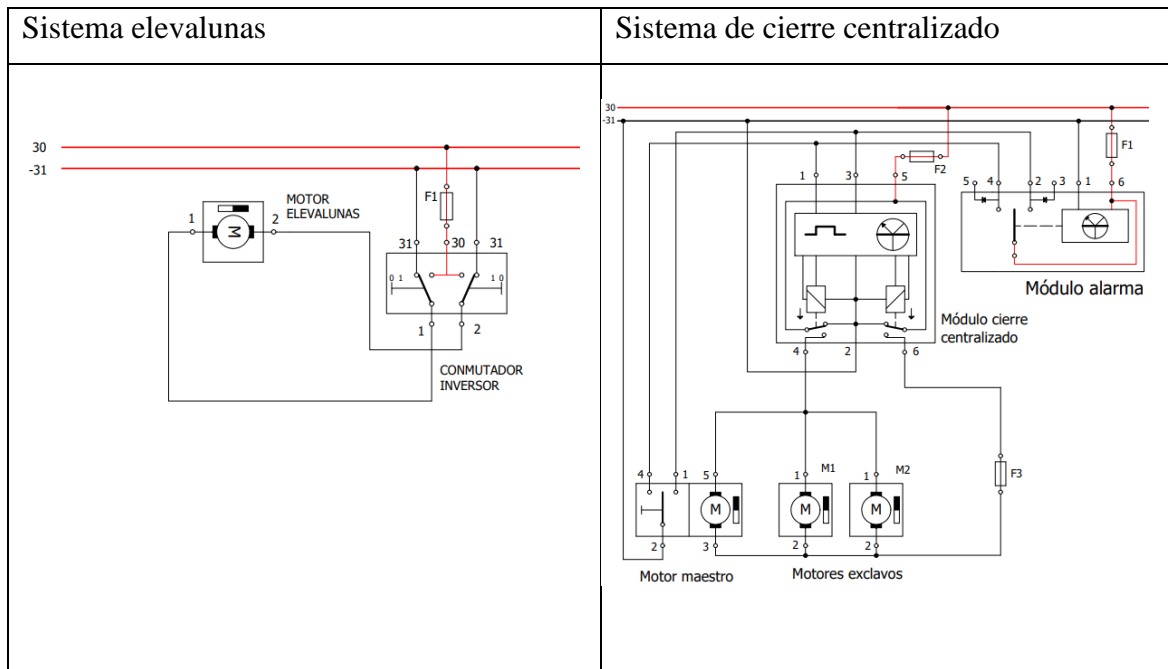 Sistema elevalunas
30
-31
F1
MOTOR
ELEVALUNAS
1
2
M
31
30
31
0 1
1 0
1
2
CONMUTADOR
INVERSOR
Sistema de cierre centralizado
30
-31
F1
F2
1
3
5
5
4
2
3
1
6
Módulo alarma
Módulo cierre
centralizado
4
2
6
4
1
5
1
M1
1
M2
F3
M
M
M
2
3
2
2
Motor maestro
Motores exclavos